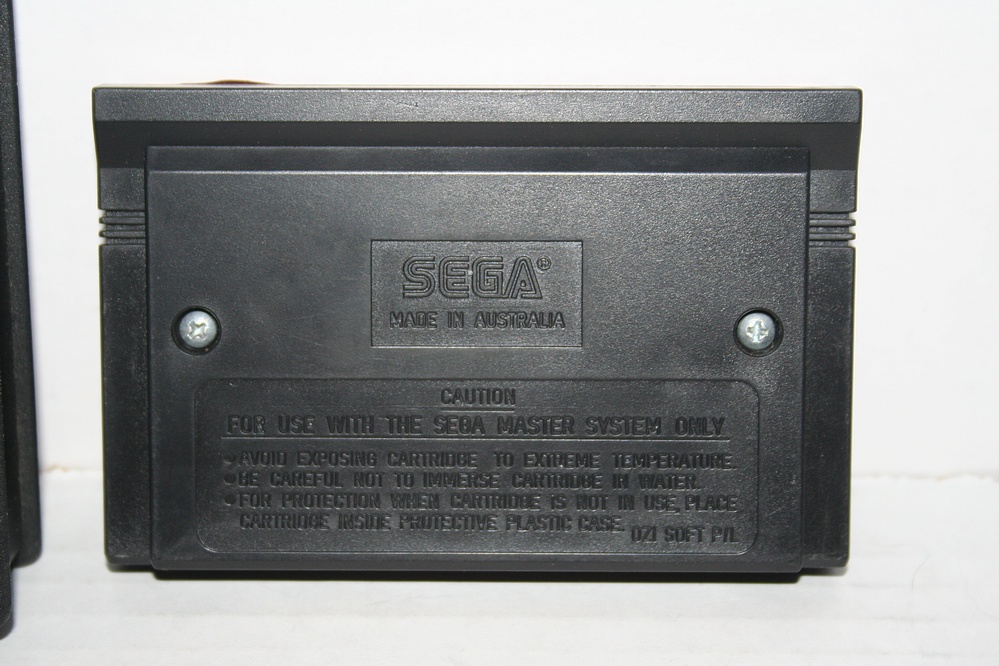 SEGA®
MADE IN AUSTRALIA
CAUTION
FOR USE WITH THE SEGA MASTER SYSTEM ONLY
•AVOID EXPOSING CARTRIDGE TO EXTREME TEMPERATURE.
•BE CAREFUL NOT TO IMMERSE CARTRIDGE IN WATER.
•FOR PROTECTION WHEN CARTRIDGE IS NOT IN USE, PLACE
CARTRIDGE INSIDE PROTECTIVE PLASTIC CASE.
OZI SOFT P/L